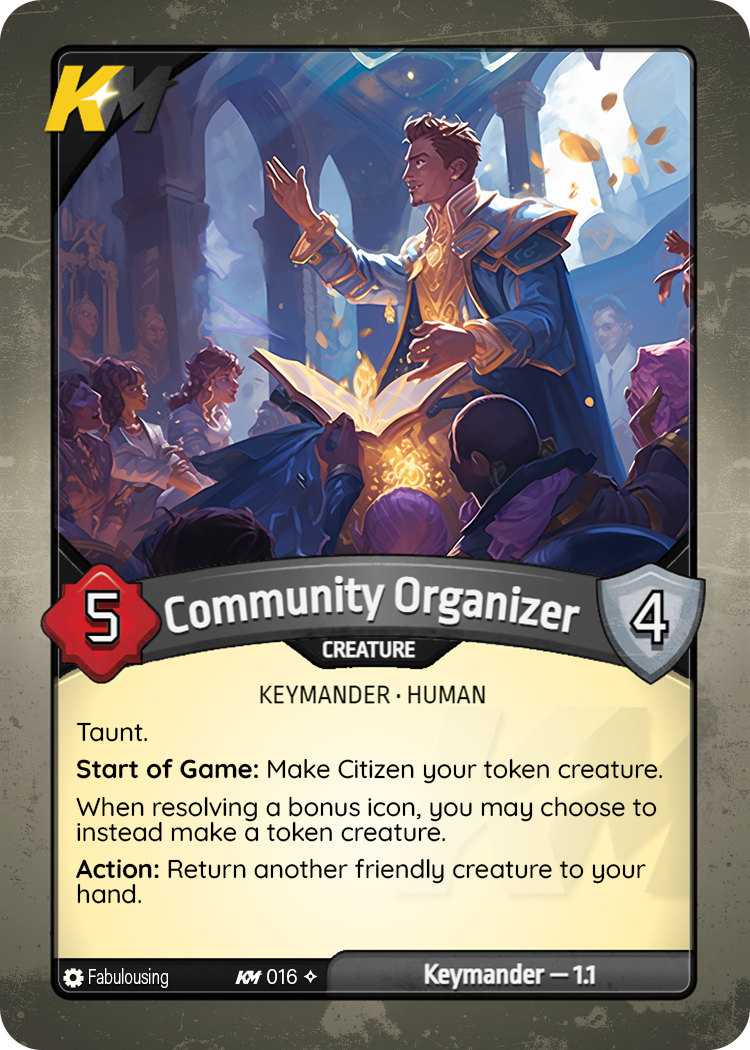 KM
5
Community Organizer
4
CREATURE
KEYMANDER • HUMAN
Taunt.
Start of Game: Make Citizen your token creature.
When resolving a bonus icon, you may choose to
instead make a token creature.
Action: Return another friendly creature to your
hand.
Fabulousing
KM 016
Keymander — 1.1